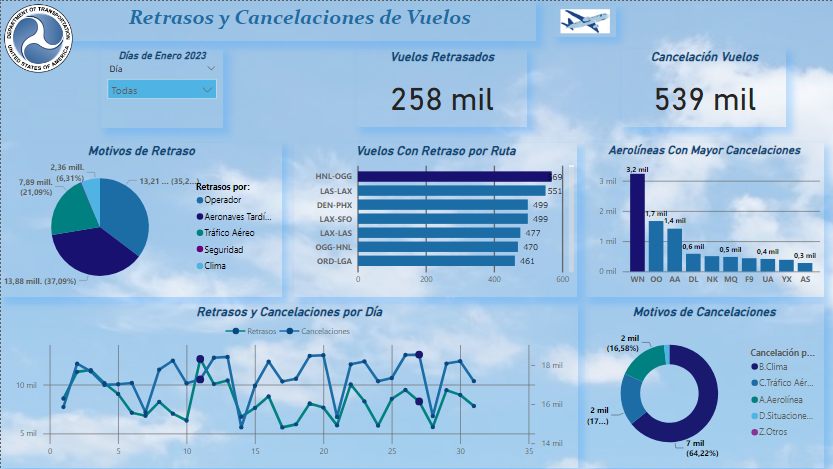 DEPARTMENT OF TRANSPORTATION
UNITED STATES OF AMERICA
Retrasos y Cancelaciones de Vuelos
Días de Enero 2023
Día
Todas
Vuelos Retrasados
258 mil
Cancelación Vuelos
539 mil
Motivos de Retraso
2,36 mill.
(6,31%)
7,89 mill.
(21,09%)
13,21 ... (35,2...)
13,88 mill. (37,09%)
Retrasos por:
Operador
Aeronaves Tardí...
Tráfico Aéreo
Seguridad
Clima
Vuelos Con Retraso por Ruta
HNL-OGG
LAS-LAX
551
DEN-PHX
499
LAX-SFO
499
LAX-LAS
477
OGG-HNL
470
ORD-LGA
461
0 200 400 600
Aerolíneas Con Mayor Cancelaciones
3 mil
2 mil
1 mil
0 mil
3,2 mil
1,7 mil
1,4 mil
0,6 mil
0,5 mil
0,4 mil
0,3 mil
WN OO AA DL NK MQ F9 UA YX AS
Retrasos y Cancelaciones por Día
Retrasos Cancelaciones
10 mil
5 mil
18 mil
16 mil
14 mil
0 5 10 15 20 25 30 35
Motivos de Cancelaciones
2 mil
(16,58%)
2 mil
(17...)
7 mil
(64,22%)
Cancelación p...
B.Clima
C.Tráfico Aér...
A.Aerolínea
D.Situacione...
Z.Otros